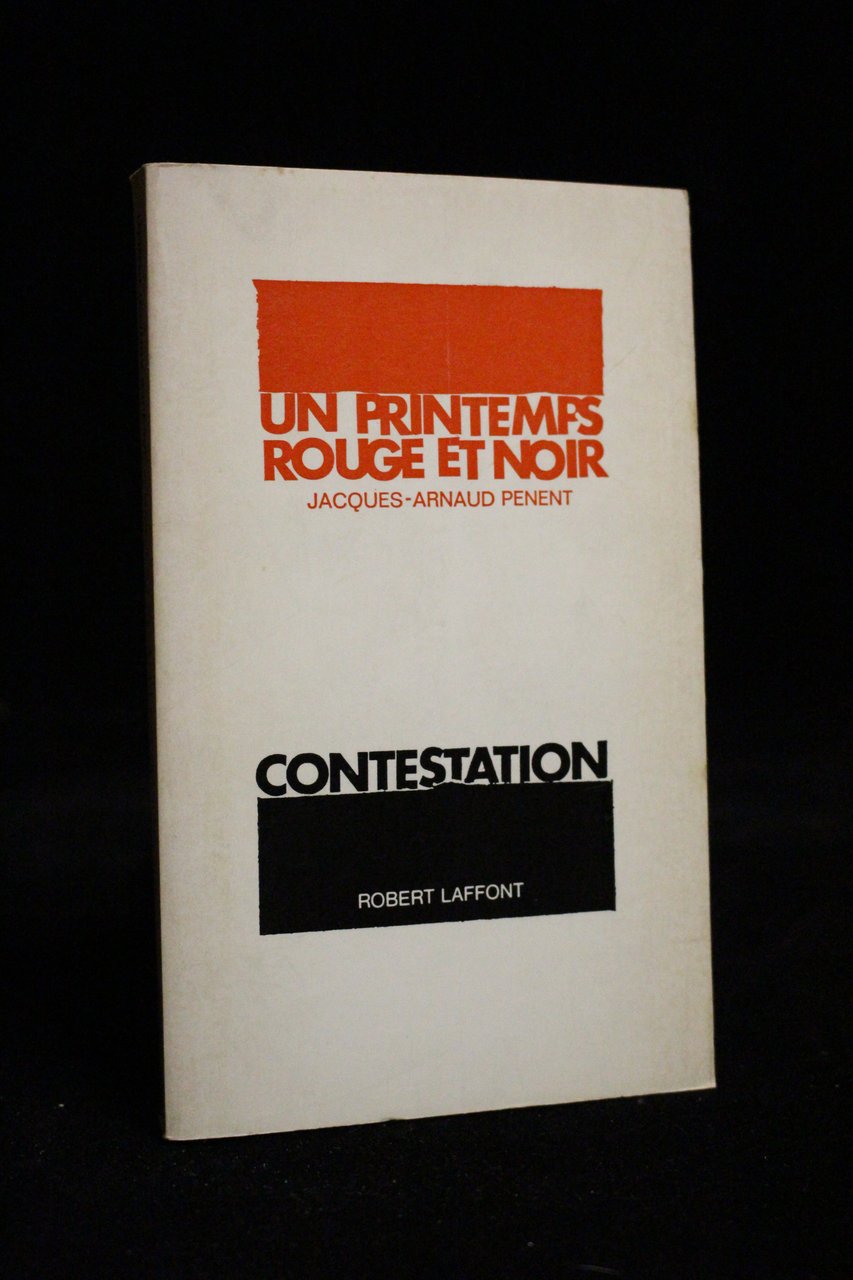 UN PRINTEMPS
ROUGE ET NOIR
JACQUES-ARNAUD PENENT
CONTESTATION
ROBERT LAFFONT